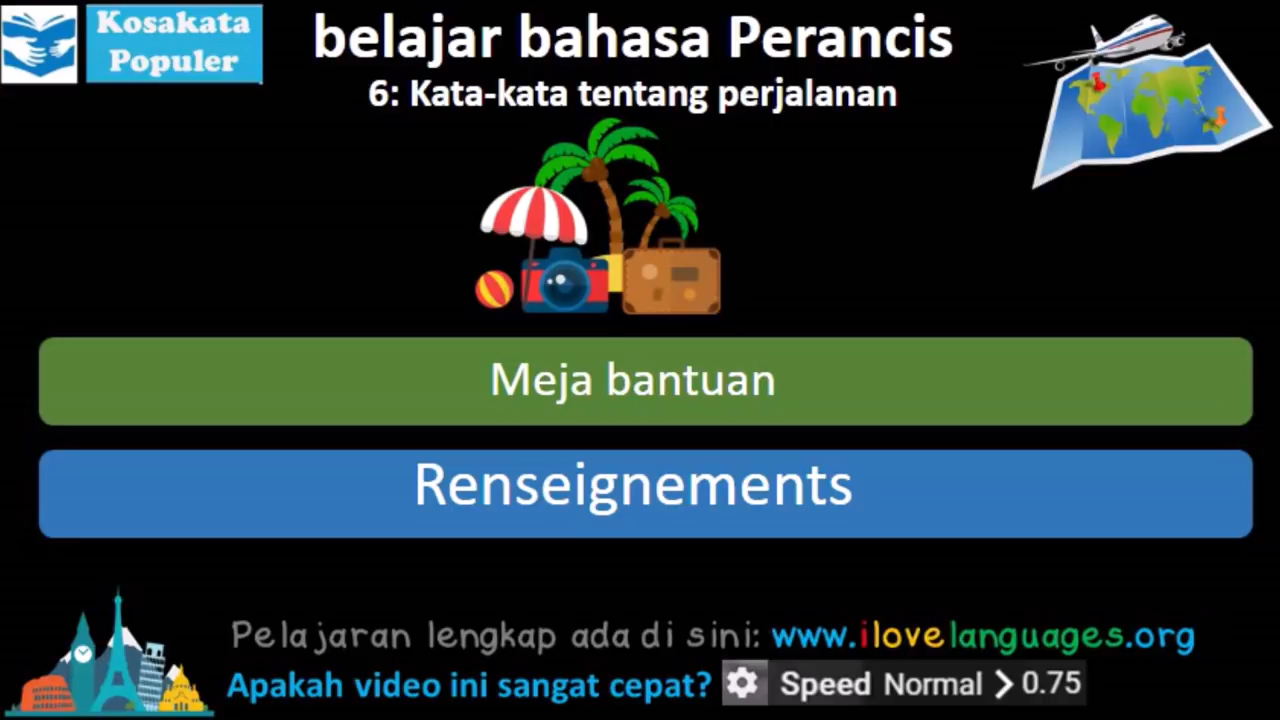 Kosakata
Populer
belajar bahasa Perancis
6: Kata-kata tentang perjalanan
Meja bantuan
Renseignements
Pelajaran lengkap ada di sini: www.ilovelanguages.org
Apakah video ini sangat cepat? Speed Normal > 0.75